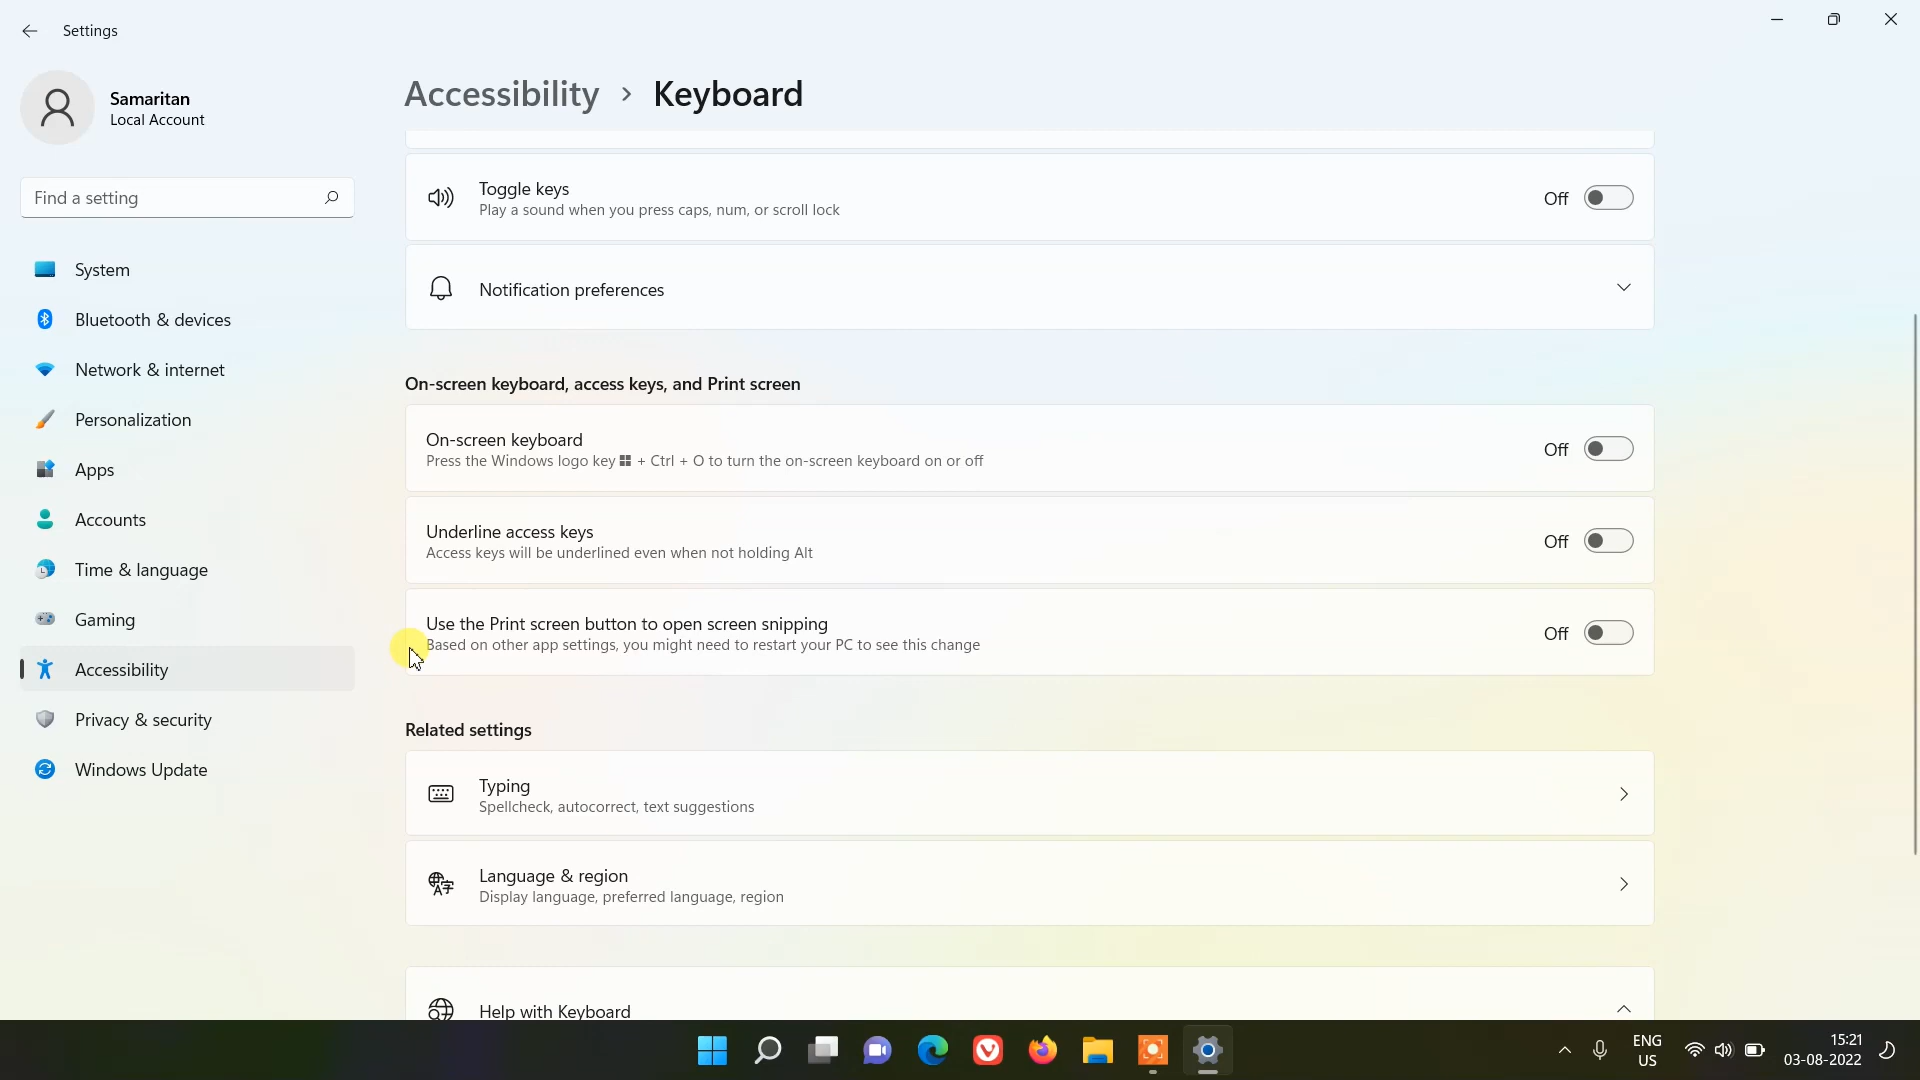 Settings
Samaritan
Local Account
Find a setting
System
Bluetooth & devices
Network & internet
Personalization
Apps
Accounts
Time & language
Gaming
Accessibility
Privacy & security
Windows Update
Accessibility > Keyboard
Toggle keys
Play a sound when you press caps, num, or scroll lock
Off
Notification preferences
On-screen keyboard, access keys, and Print screen
On-screen keyboard
Press the Windows logo key + Ctrl + O to turn the on-screen keyboard on or off
Off
Underline access keys
Access keys will be underlined even when not holding Alt
Off
Use the Print screen button to open screen snipping
Based on other app settings, you might need to restart your PC to see this change
Off
Related settings
Typing
Spellcheck, autocorrect, text suggestions
Language & region
Display language, preferred language, region
Help with Keyboard
ENG
US
15:21
03-08-2022